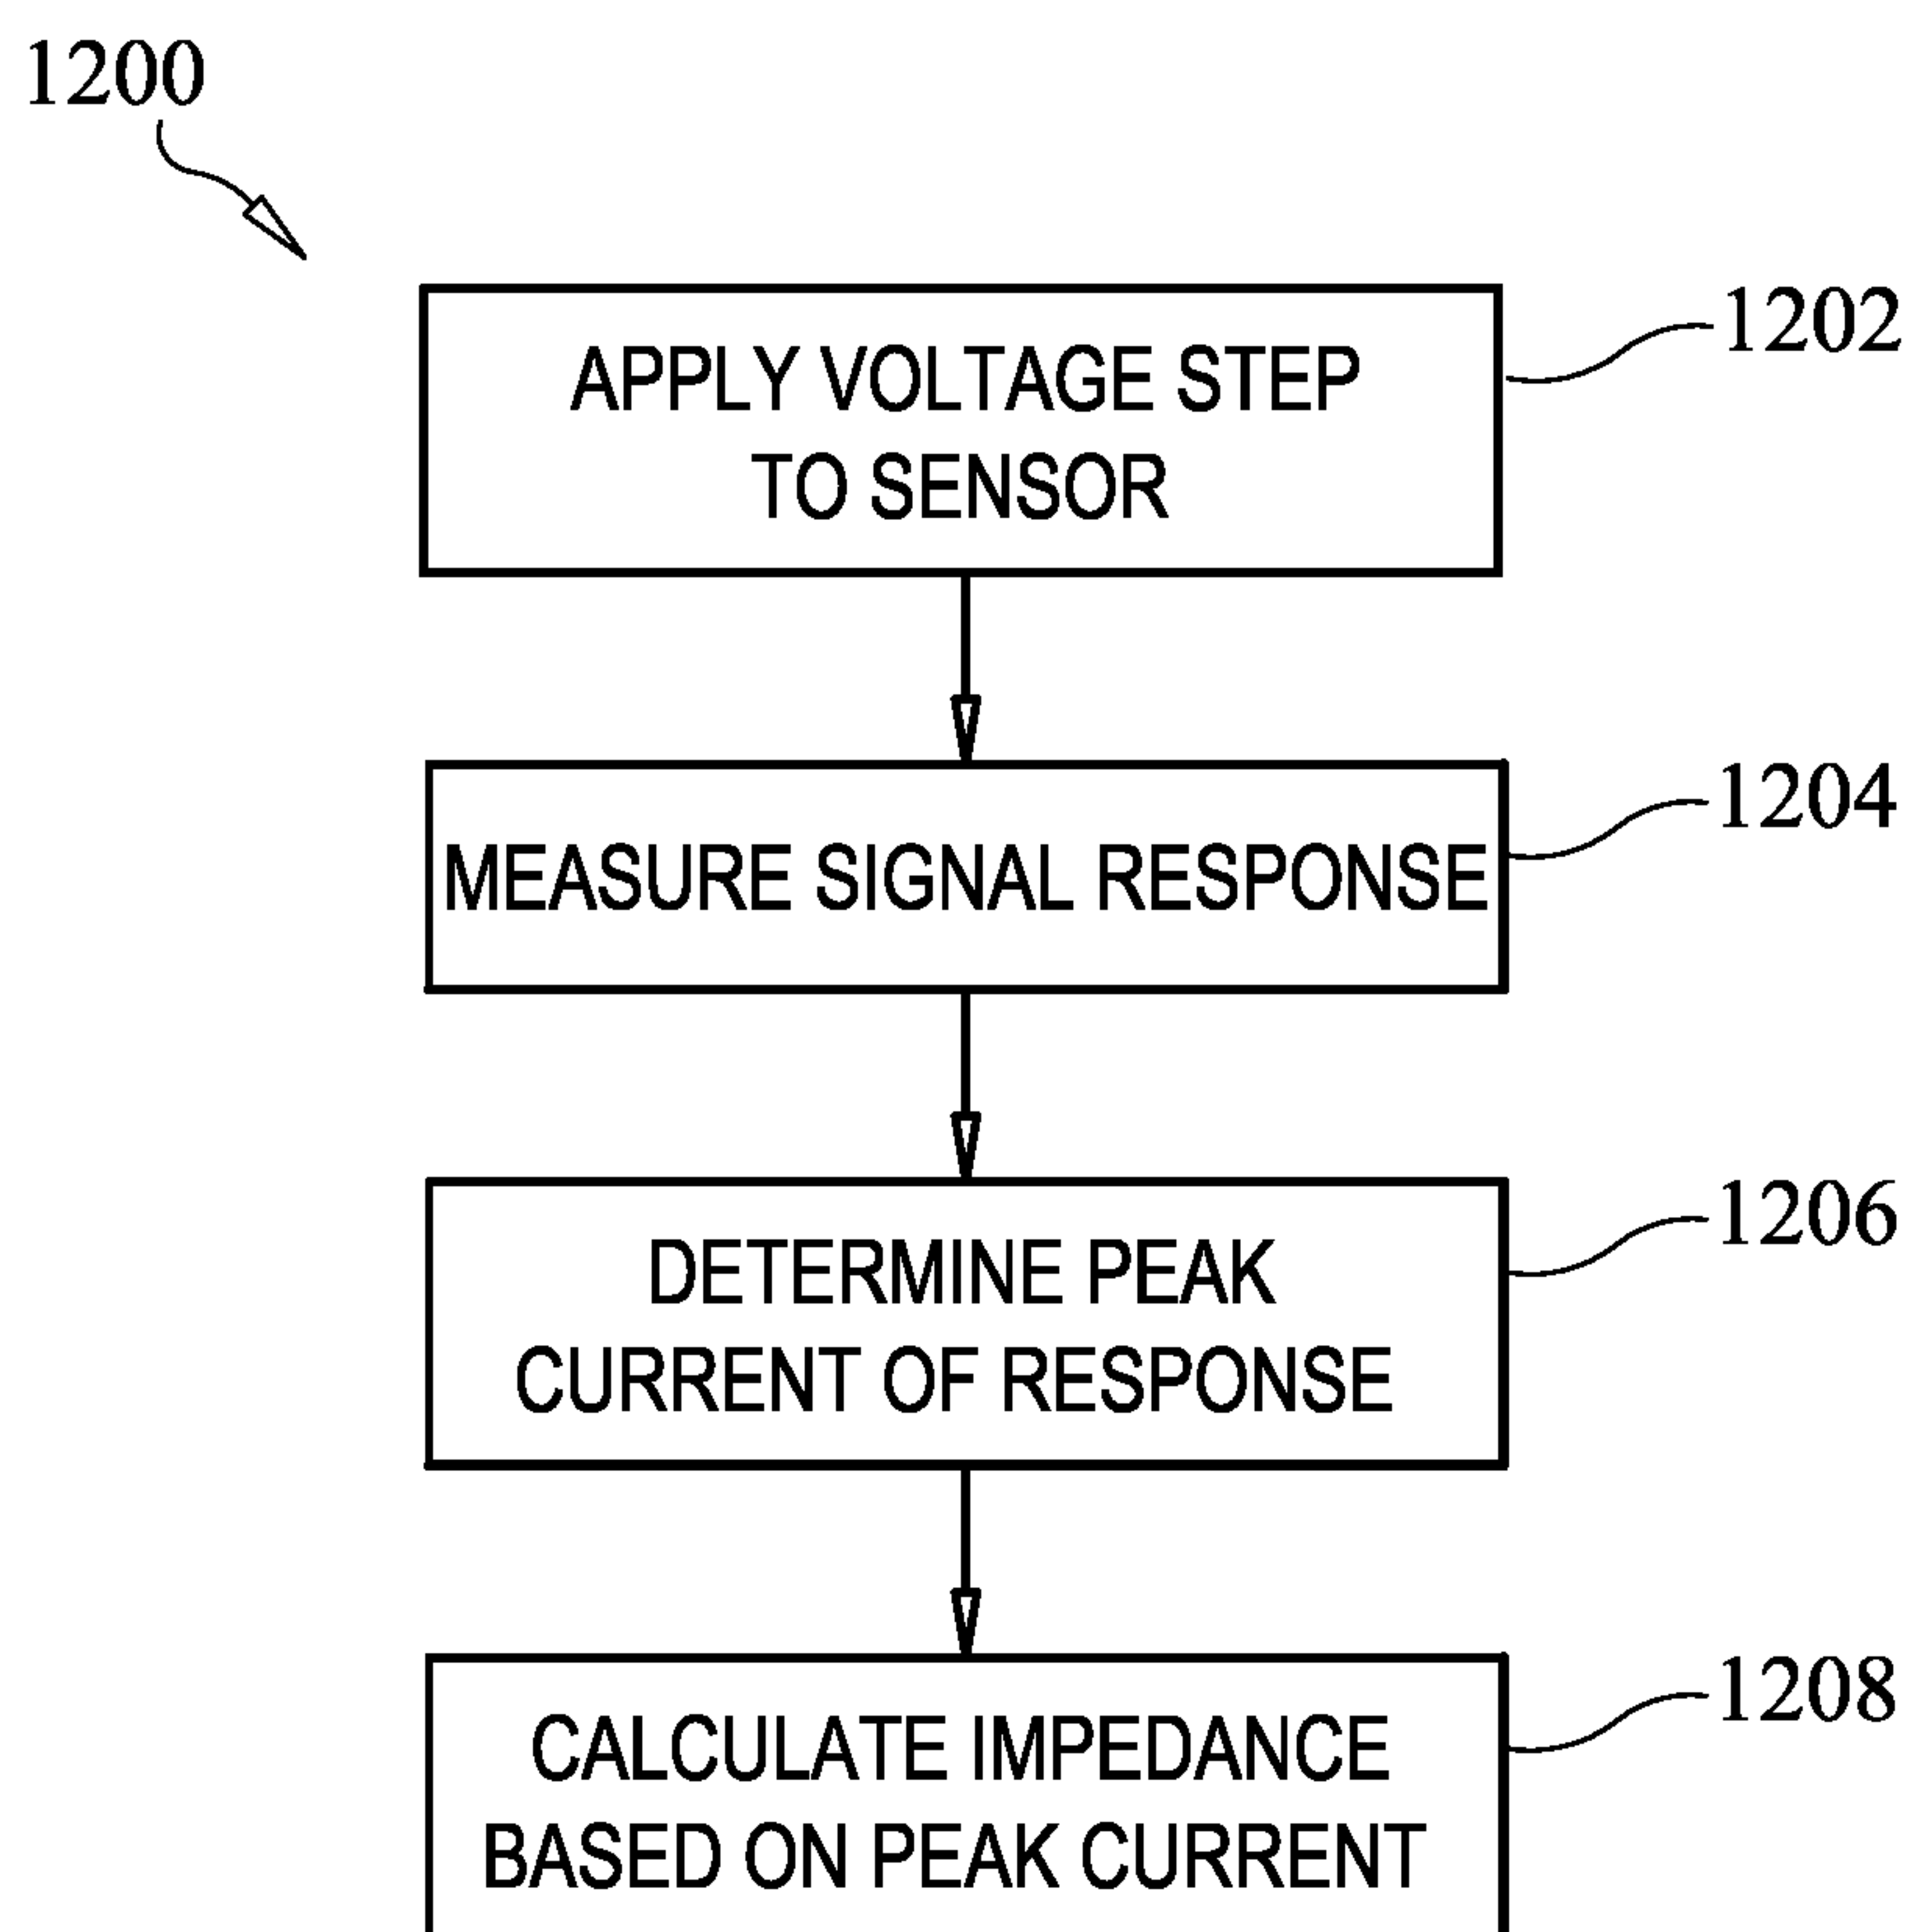 1200
APPLY VOLTAGE STEP
TO SENSOR
1202
MEASURE SIGNAL RESPONSE
1204
DETERMINE PEAK
CURRENT OF RESPONSE
1206
CALCULATE IMPEDANCE
BASED ON PEAK CURRENT
1208